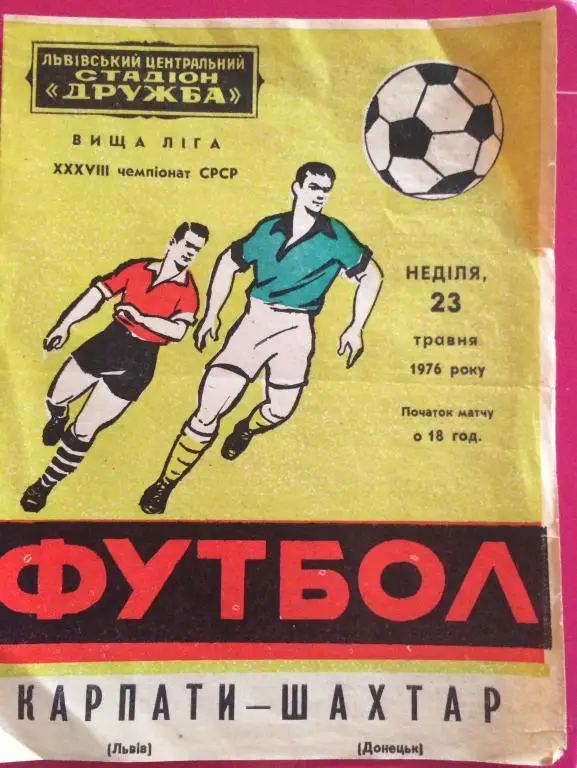 ЛЬВІВСЬКИЙ ЦЕНТРАЛЬНИЙ
СТАДІОН
«ДРУЖБА»
ВИЩА ЛІГА
XXXVIII чемпіонат СРСР
НЕДІЛЯ,
23
травня
1976 року
Початок матчу
о 18 год.
ФУТБОЛ
КАРПАТИ–ШАХТАР
(Львів) (Донецьк)